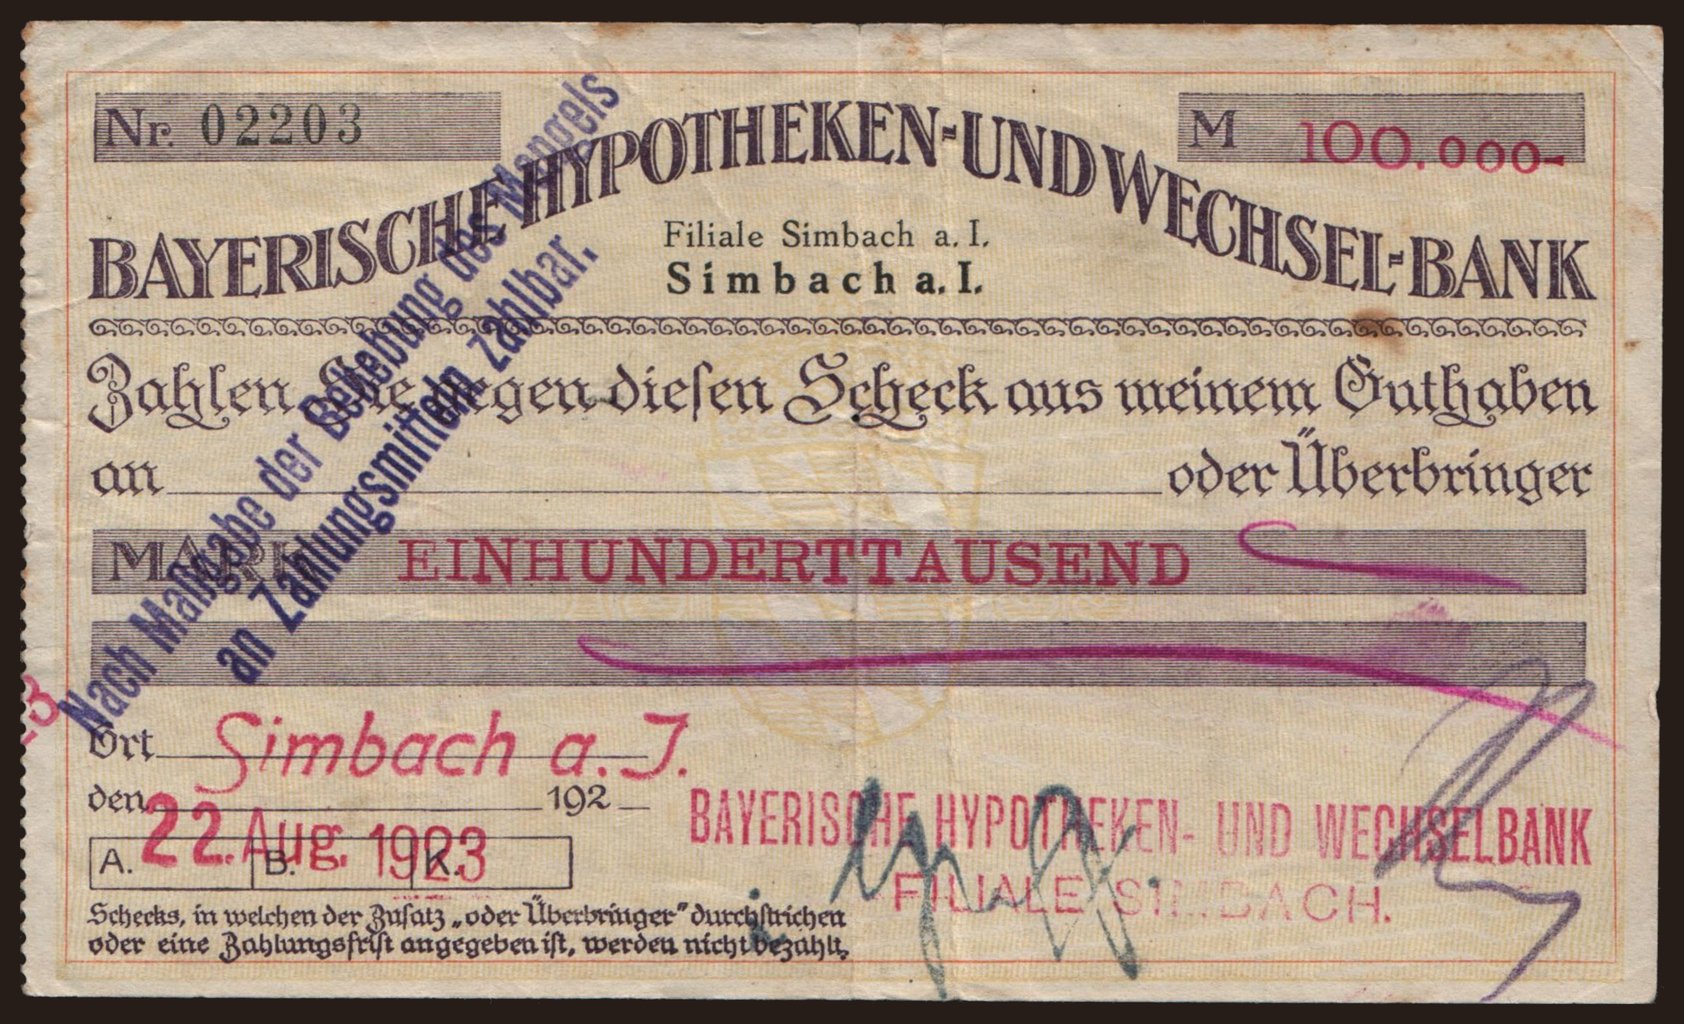 Nr. 02203
M 100.000-
BAYERISCHE HYPOTHEKEN-UND WECHSEL-BANK
Filiale Simbach a. I.
Simbach a. I.
Zahlen Sie gegen diesen Scheck aus meinem Guthaben
an oder Überbringer
MARK EINHUNDERTTAUSEND
Nach Maßgabe der Behebung des Mangels
an Zahlungsmitteln zahlbar.
Ort Simbach a. I.
den 192
22. Aug. 1923
A. B. K.
BAYERISCHE HYPOTHEKEN- UND WECHSELBANK
FILIALE SIMBACH.
Schecks, in welchen der Zusatz „oder Überbringer" durchstrichen
oder eine Zahlungsfrist angegeben ist, werden nicht bezahlt.